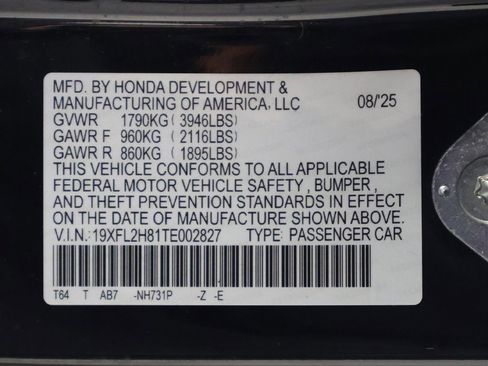 MFD. BY HONDA DEVELOPMENT &
MANUFACTURING OF AMERICA, LLC 08/'25
GVWR 1790KG (3946LBS)
GAWR F 960KG (2116LBS)
GAWR R 860KG (1895LBS)
THIS VEHICLE CONFORMS TO ALL APPLICABLE
FEDERAL MOTOR VEHICLE SAFETY , BUMPER ,
AND THEFT PREVENTION STANDARDS IN EFFECT
ON THE DATE OF MANUFACTURE SHOWN ABOVE.
V.I.N.:19XFL2H81TE002827 TYPE: PASSENGER CAR
T64 T AB7 -NH731P -Z -E